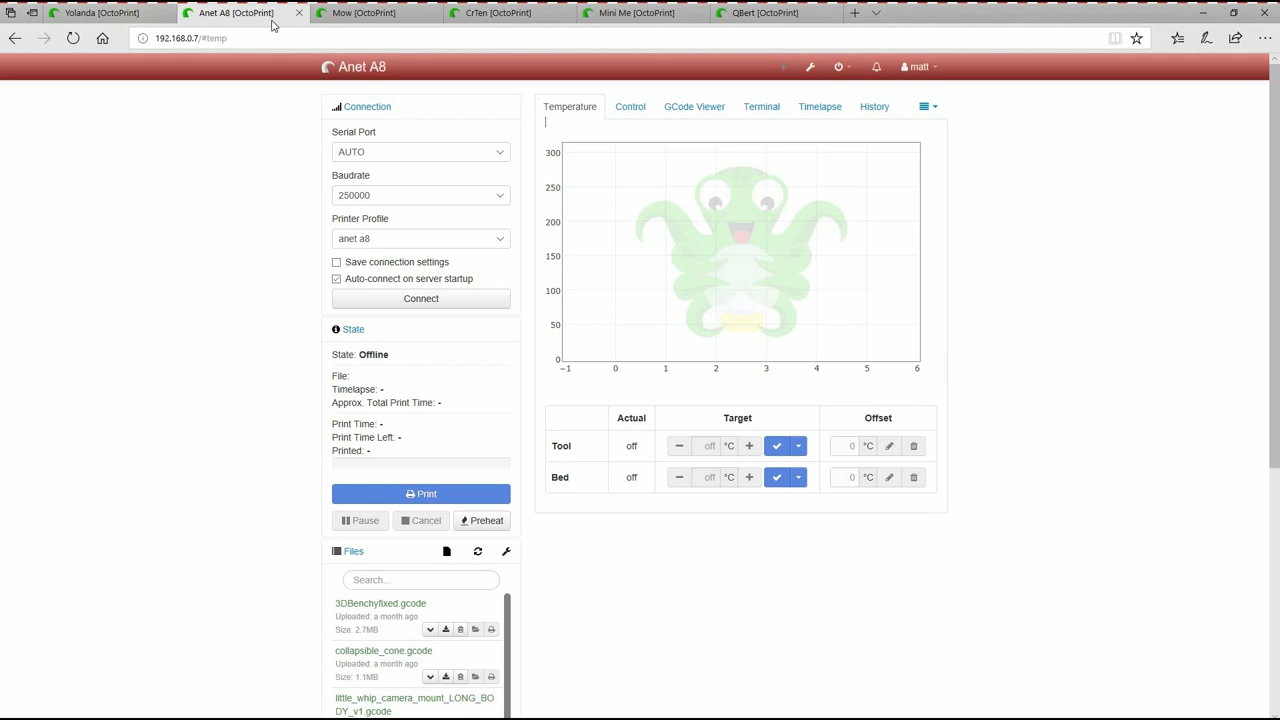 Yolanda [OctoPrint]
Anet A8 [OctoPrint]
Mow [OctoPrint]
CrTen [OctoPrint]
Mini Me [OctoPrint]
QBert [OctoPrint]
192.168.0.7/#temp
Anet A8
matt
Connection
Serial Port
AUTO
Baudrate
250000
Printer Profile
anet a8
Save connection settings
Auto-connect on server startup
Connect
State
State: Offline
File:
Timelapse: -
Approx. Total Print Time: -
Print Time: -
Print Time Left: -
Printed: -
Print
Pause Cancel Preheat
Files
Search...
3DBenchyfixed.gcode
Uploaded: a month ago
Size: 2.7MB
collapsible_cone.gcode
Uploaded: a month ago
Size: 1.1MB
little_whip_camera_mount_LONG_BO
DY_v1.gcode
Temperature Control GCode Viewer Terminal Timelapse History
300
250
200
150
100
50
0
−1 0 1 2 3 4 5 6
Actual Target Offset
Tool off off °C 0 °C
Bed off off °C 0 °C